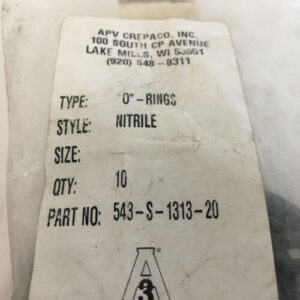 APV CREPACO, INC.
100 SOUTH CP AVENUE
LAKE MILLS, WI 53551
(920) 648-8311
TYPE: "O"-RINGS
STYLE: NITRILE
SIZE:
QTY: 10
PART NO: 543-S-1313-20
A
3